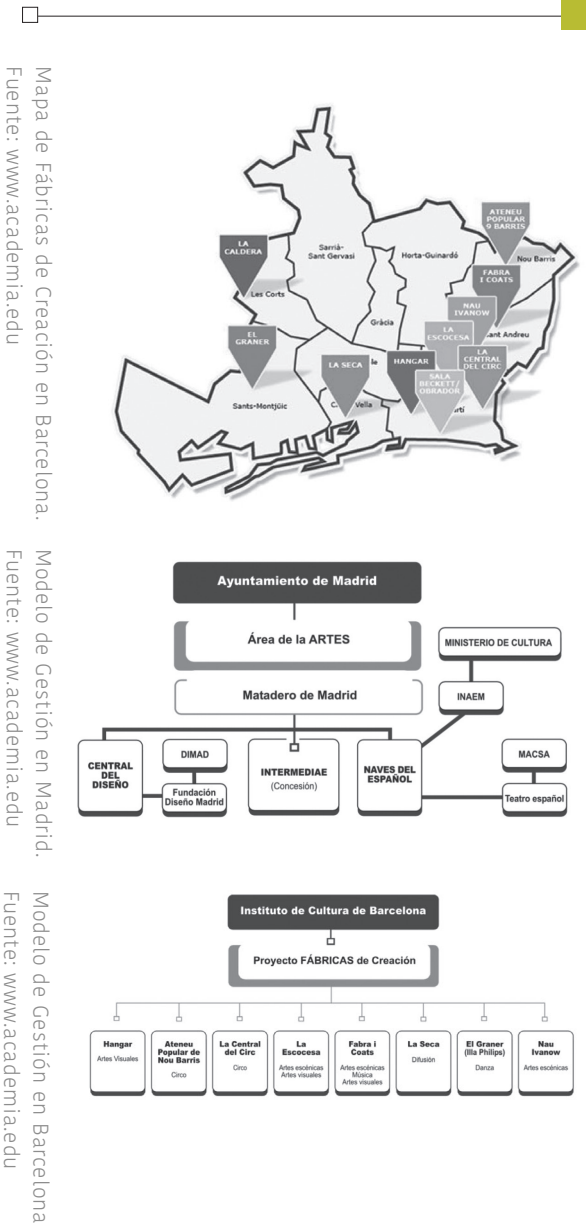 Mapa de Fábricas de Creación en Barcelona.
Fuente: www.academia.edu
ATENEU
POPULAR
9 BARRIS
LA
CALDERA
Sarrià-
Sant Gervasi
Horta-Guinardó
Nou Barris
FABRA
I COATS
Les Corts
NAU
IVANOW
Gràcia
LA
ESCOCESA
Sant Andreu
EL
GRANER
LA SECA
HANGAR
LA
CENTRAL
DEL CIRC
SALA
BECKETT/
OBRADOR
Sants-Montjüic
Vella
Modelo de Gestión en Madrid.
Fuente: www.academia.edu
Ayuntamiento de Madrid
Área de la ARTES
MINISTERIO DE CULTURA
Matadero de Madrid
INAEM
CENTRAL
DEL
DISEÑO
DIMAD
Fundación
Diseño Madrid
INTERMEDIAE
(Concesión)
NAVES DEL
ESPAÑOL
MACSA
Teatro español
Modelo de Gestión en Barcelona
Fuente: www.academia.edu
Instituto de Cultura de Barcelona
Proyecto FÁBRICAS de Creación
Hangar
Artes Visuales
Ateneu
Popular de
Nou Barris
Circo
La Central
del Circ
Circo
La
Escocesa
Artes escénicas
Artes visuales
Fabra i
Coats
Artes escénicas
Música
Artes visuales
La Seca
Difusión
El Graner
(Illa Philips)
Danza
Nau
Ivanow
Artes escénicas